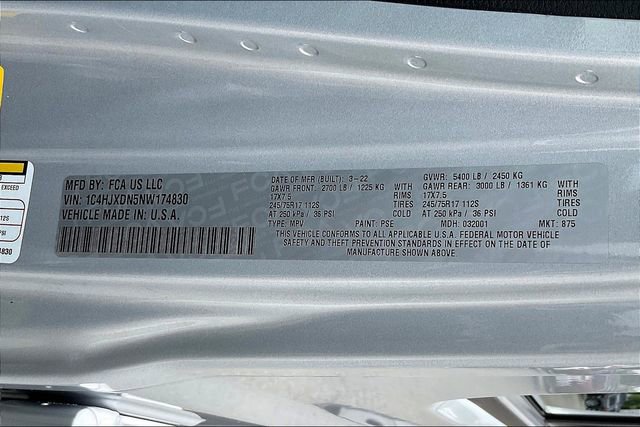 EXCEED
112S
PSI
4830
MFD BY: FCA US LLC
VIN: 1C4HJXDN5NW174830
VEHICLE MADE IN U.S.A.
DATE OF MFR (BUILT): 3-22 GVWR: 5400 LB / 2450 KG
GAWR FRONT: 2700 LB / 1225 KG WITH GAWR REAR: 3000 LB / 1361 KG WITH
17X7.5 RIMS 17X7.5 RIMS
245/75R17 112S TIRES 245/75R17 112S TIRES
AT 250 kPa / 36 PSI COLD AT 250 kPa / 36 PSI COLD
TYPE: MPV PAINT: PSE MDH: 032001 MKT: 875
THIS VEHICLE CONFORMS TO ALL APPLICABLE U.S.A. FEDERAL MOTOR VEHICLE
SAFETY AND THEFT PREVENTION STANDARDS IN EFFECT ON THE DATE OF
MANUFACTURE SHOWN ABOVE.